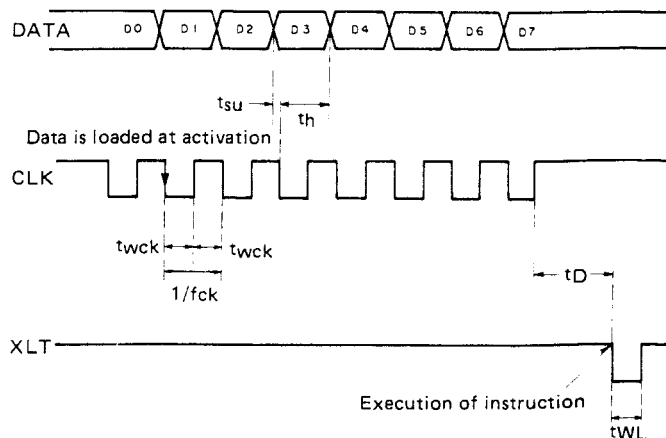 DATA D0 D1 D2 D3 D4 D5 D6 D7
tsu th
Data is loaded at activation
CLK
twck twck
1/fck
tD
XLT
Execution of instruction
tWL